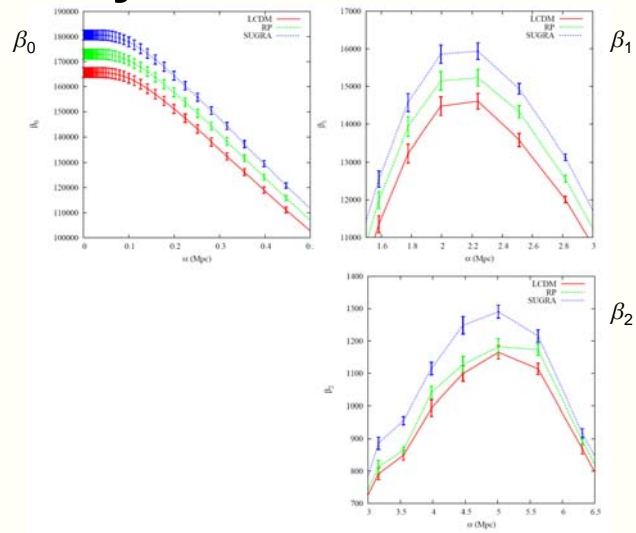 β0
190000
180000
170000
160000
150000
140000
130000
120000
110000
100000
β0
0
0.1
0.2
0.3
0.4
0.5
α (Mpc)
LCDM
RP
SUGRA
β1
17000
16000
15000
14000
13000
12000
11000
β1
1.6
1.8
2
2.2
2.4
2.6
2.8
3
α (Mpc)
LCDM
RP
SUGRA
β2
1400
1300
1200
1100
1000
900
800
700
β2
3
3.5
4
4.5
5
5.5
6
6.5
α (Mpc)
LCDM
RP
SUGRA